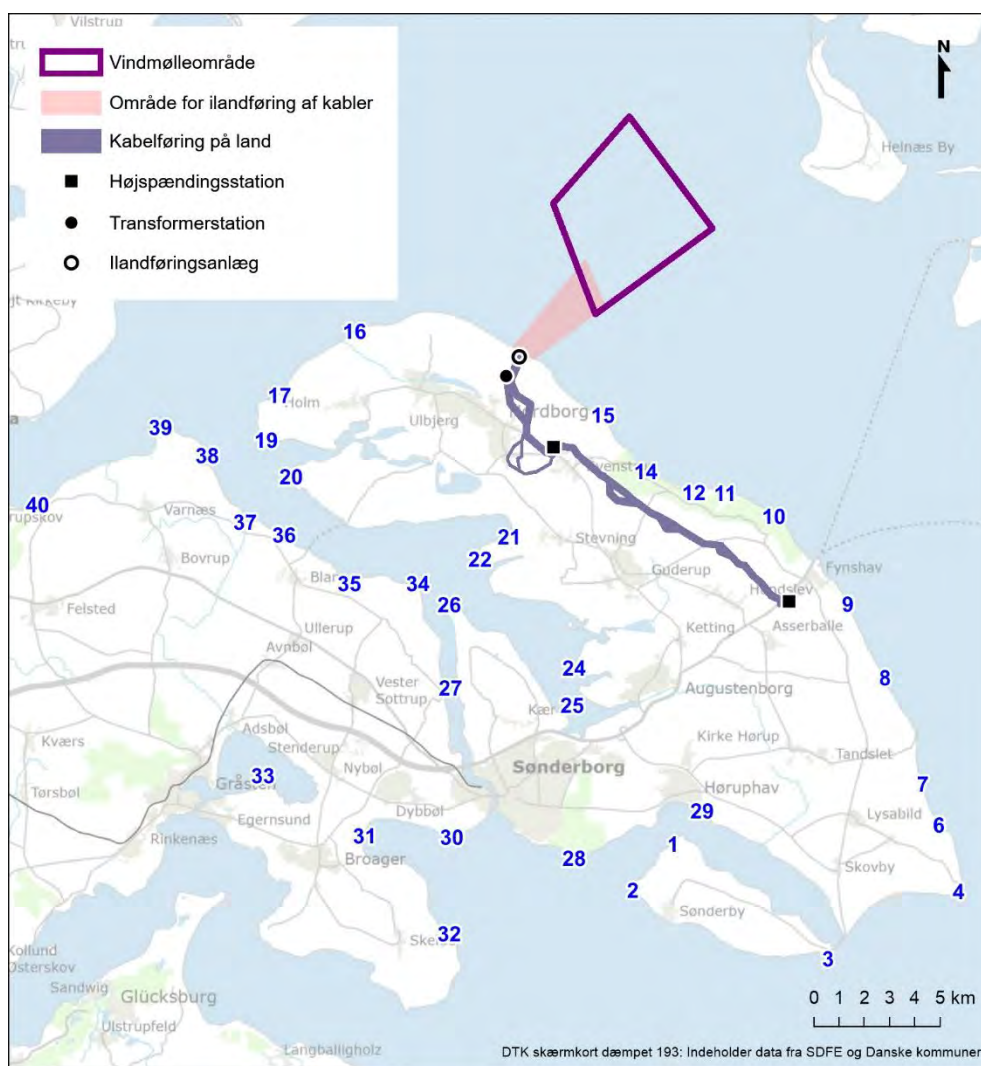 Vilstrup
Vindmølleområde
Område for ilandføring af kabler
Kabelføring på land
Højspændingsstation
Transformerstation
Ilandføringsanlæg
N
Helnæs By
16
17
Holm
Ulbjerg
15
39
38
19
20
14
12
11
10
40
Varnæs
37
36
21
22
Stevning
Bovrup
35
34
26
Guderup
Fynshav
9
Felsted
Ullerup
Ketting
Asserballe
Avnbøl
24
8
27
Vester
Sottrup
25
Augustenborg
Kær
Adsbøl
Kværs
Stenderup
Kirke Hørup
Tandslet
33
Nybøl
Sønderborg
Gråsten
Tørsbøl
Hørup­hav
7
Dybbøl
29
Egernsund
Lysabild
6
Rinkenæs
31
30
1
28
Broager
Skovby
2
4
Sønderby
32
3
Kollund
Osterskov
Sandwig
Glücksburg
0 1 2 3 4 5 km
Ulstrupfeld
Langballigholz
DTK skærmkort dæmpet 193: Indeholder data fra SDFE og Danske kommuner